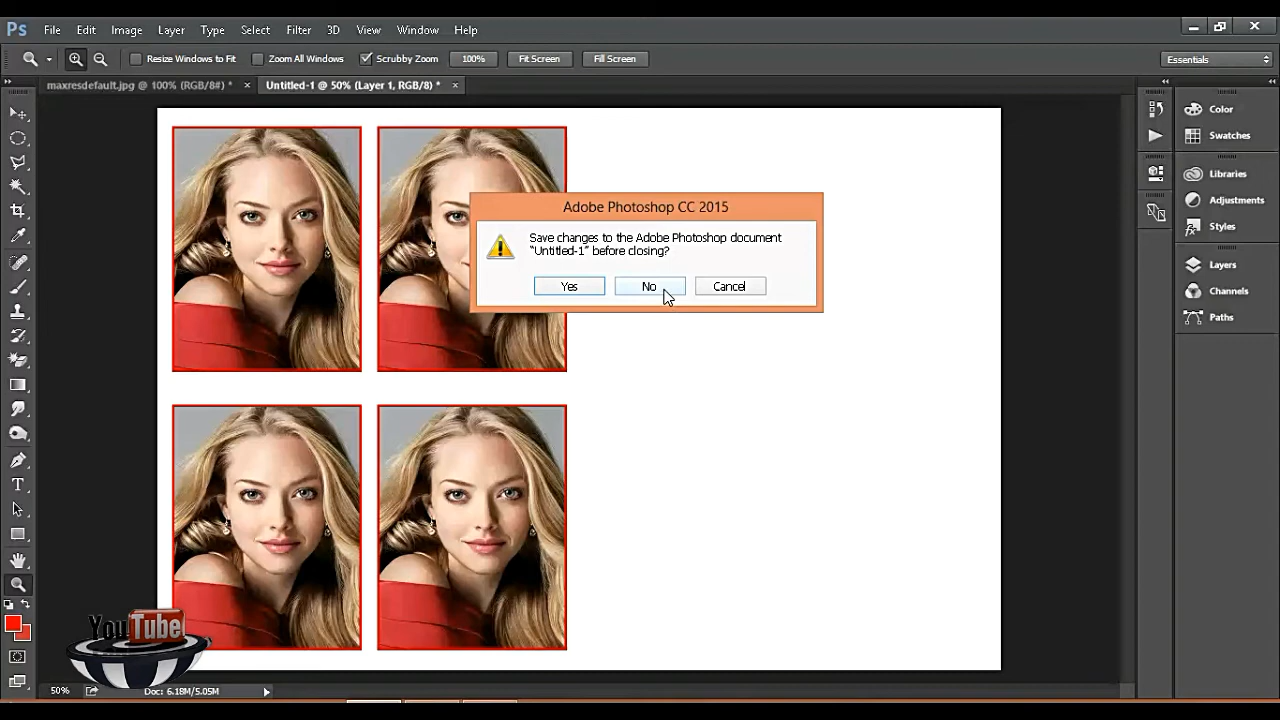 Ps File Edit Image Layer Type Select Filter 3D View Window Help
Resize Windows to Fit Zoom All Windows Scrubby Zoom 100% Fit Screen Fill Screen Essentials
maxresdefault.jpg @ 100% (RGB/8#) * × Untitled-1 @ 50% (Layer 1, RGB/8) * ×
Color
Swatches
Libraries
Adjustments
Styles
Layers
Channels
Paths
Adobe Photoshop CC 2015
Save changes to the Adobe Photoshop document
“Untitled-1” before closing?
Yes No Cancel
YouTube
50% Doc: 6.18M/5.05M